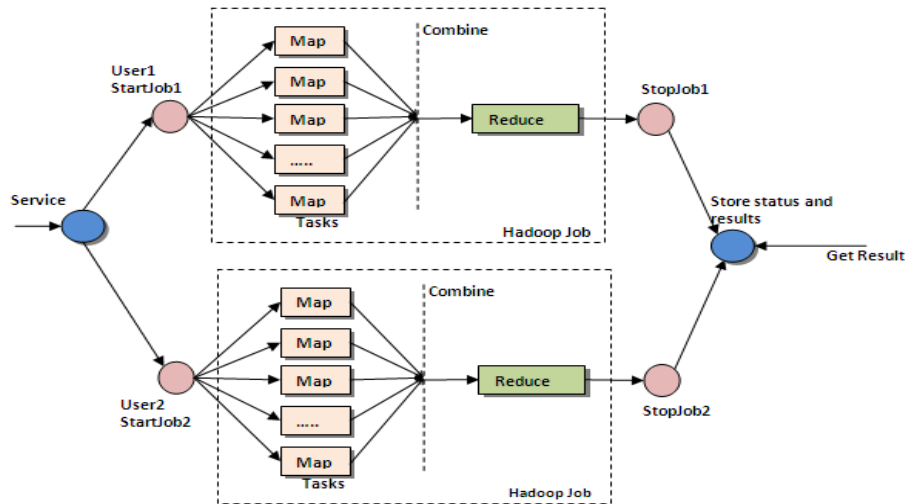 Service
User1
StartJob1
Map
Map
Map
.....
Map
Tasks
Combine
Reduce
Hadoop Job
StopJob1
User2
StartJob2
Map
Map
Map
.....
Map
Tasks
Combine
Reduce
Hadoop Job
StopJob2
Store status and
results
Get Result